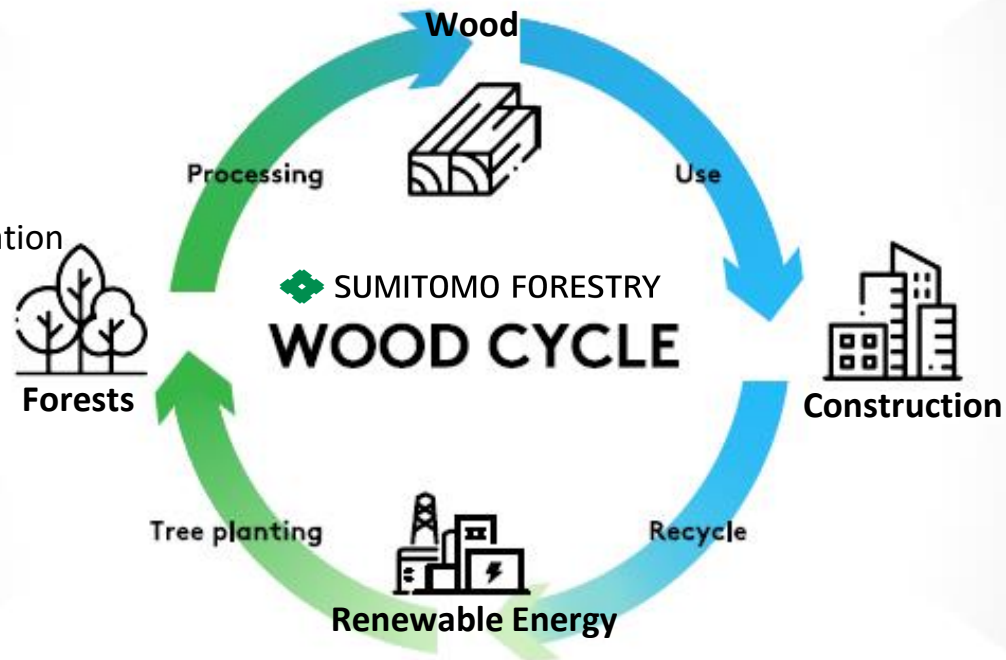 Wood
Processing
Use
SUMITOMO FORESTRY
WOOD CYCLE
Forests
Construction
Tree planting
Recycle
Renewable Energy